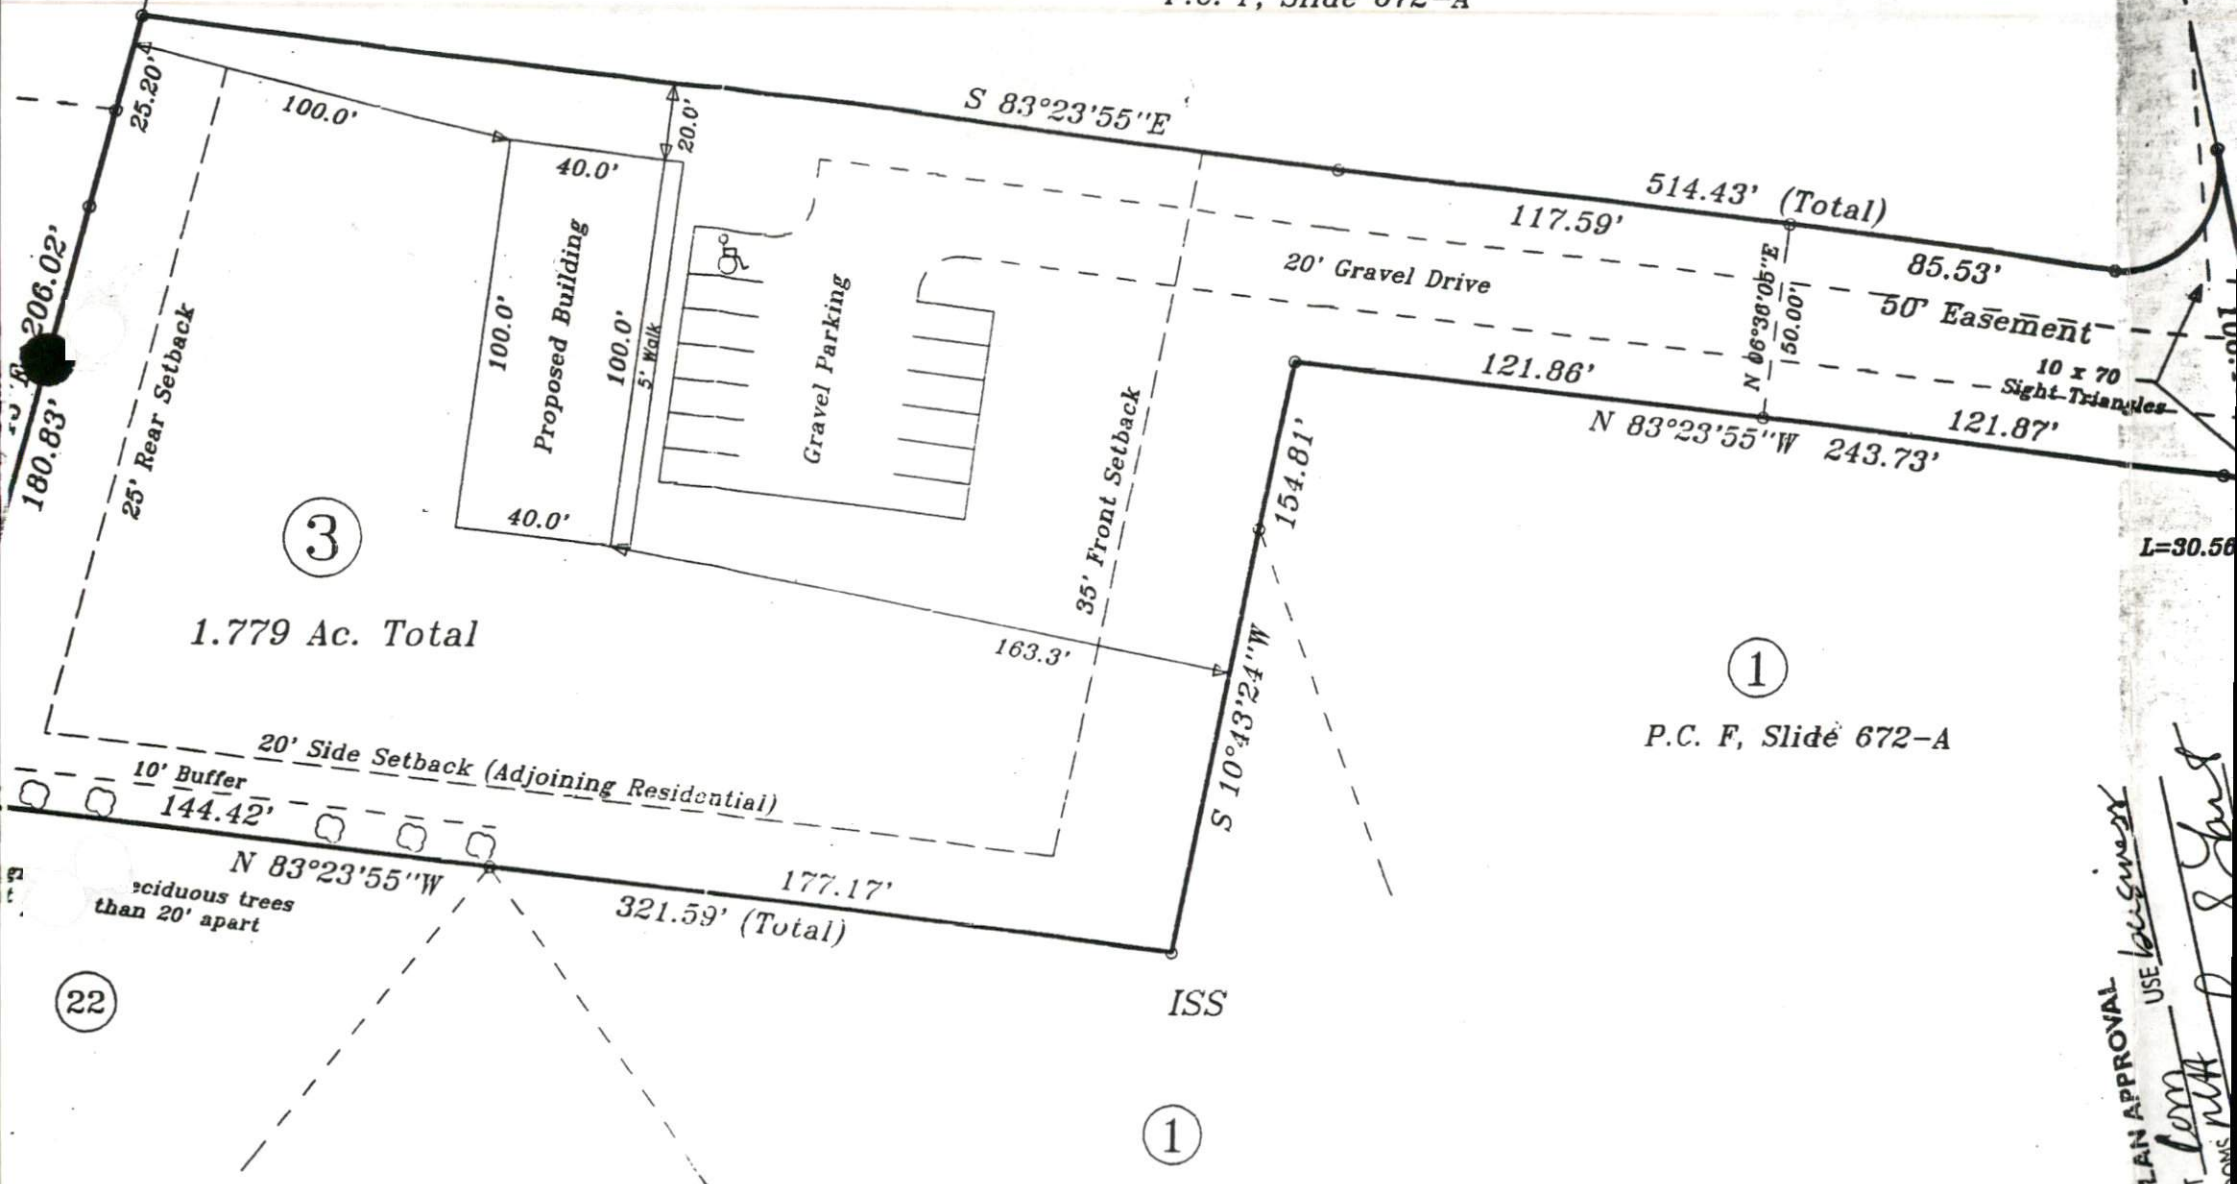 S 83°23'55"E
514.43' (Total)
117.59'
85.53'
25.20'
100.0'
20.0'
40.0'
Proposed Building
100.0'
100.0'
5' Walk
40.0'
Gravel Parking
20' Gravel Drive
N 06°36'05"E
50.00'
50' Easement
10 x 70
Sight Triangles
121.86'
N 83°23'55"W 243.73'
121.87'
206.02'
180.83'
25' Rear Setback
35' Front Setback
154.81'
S 10°43'24"W
L=30.56
3
1.779 Ac. Total
163.3'
1
P.C. F, Slide 672-A
20' Side Setback (Adjoining Residential)
10' Buffer
144.42'
N 83°23'55"W
177.17'
321.59' (Total)
eciduous trees
than 20' apart
22
ISS
1
LAN APPROVAL
USE business